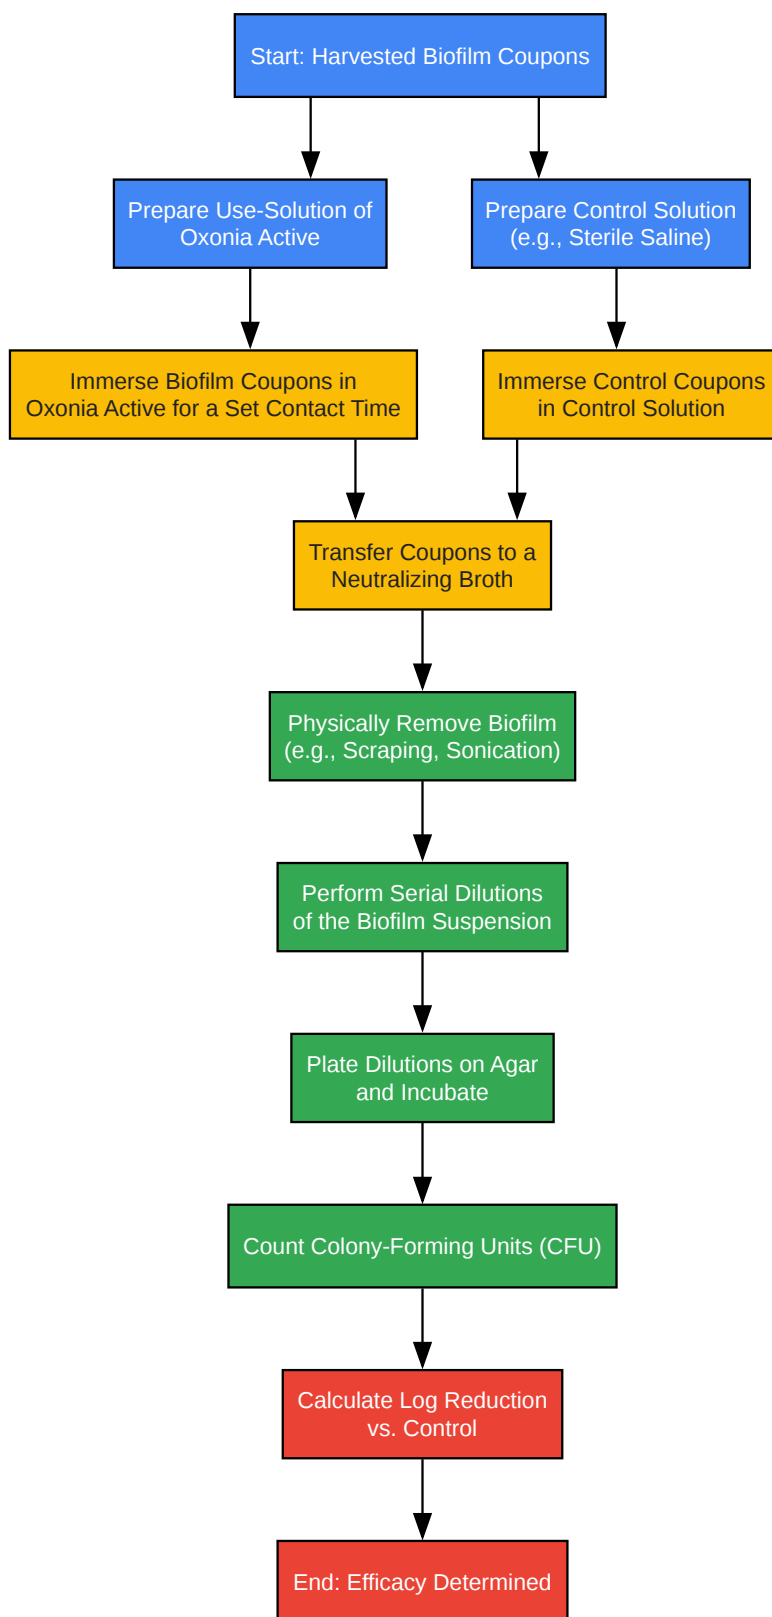 Start: Harvested Biofilm Coupons
Prepare Use-Solution of
Oxonia Active
Prepare Control Solution
(e.g., Sterile Saline)
Immerse Biofilm Coupons in
Oxonia Active for a Set Contact Time
Immerse Control Coupons
in Control Solution
Transfer Coupons to a
Neutralizing Broth
Physically Remove Biofilm
(e.g., Scraping, Sonication)
Perform Serial Dilutions
of the Biofilm Suspension
Plate Dilutions on Agar
and Incubate
Count Colony-Forming Units (CFU)
Calculate Log Reduction
vs. Control
End: Efficacy Determined